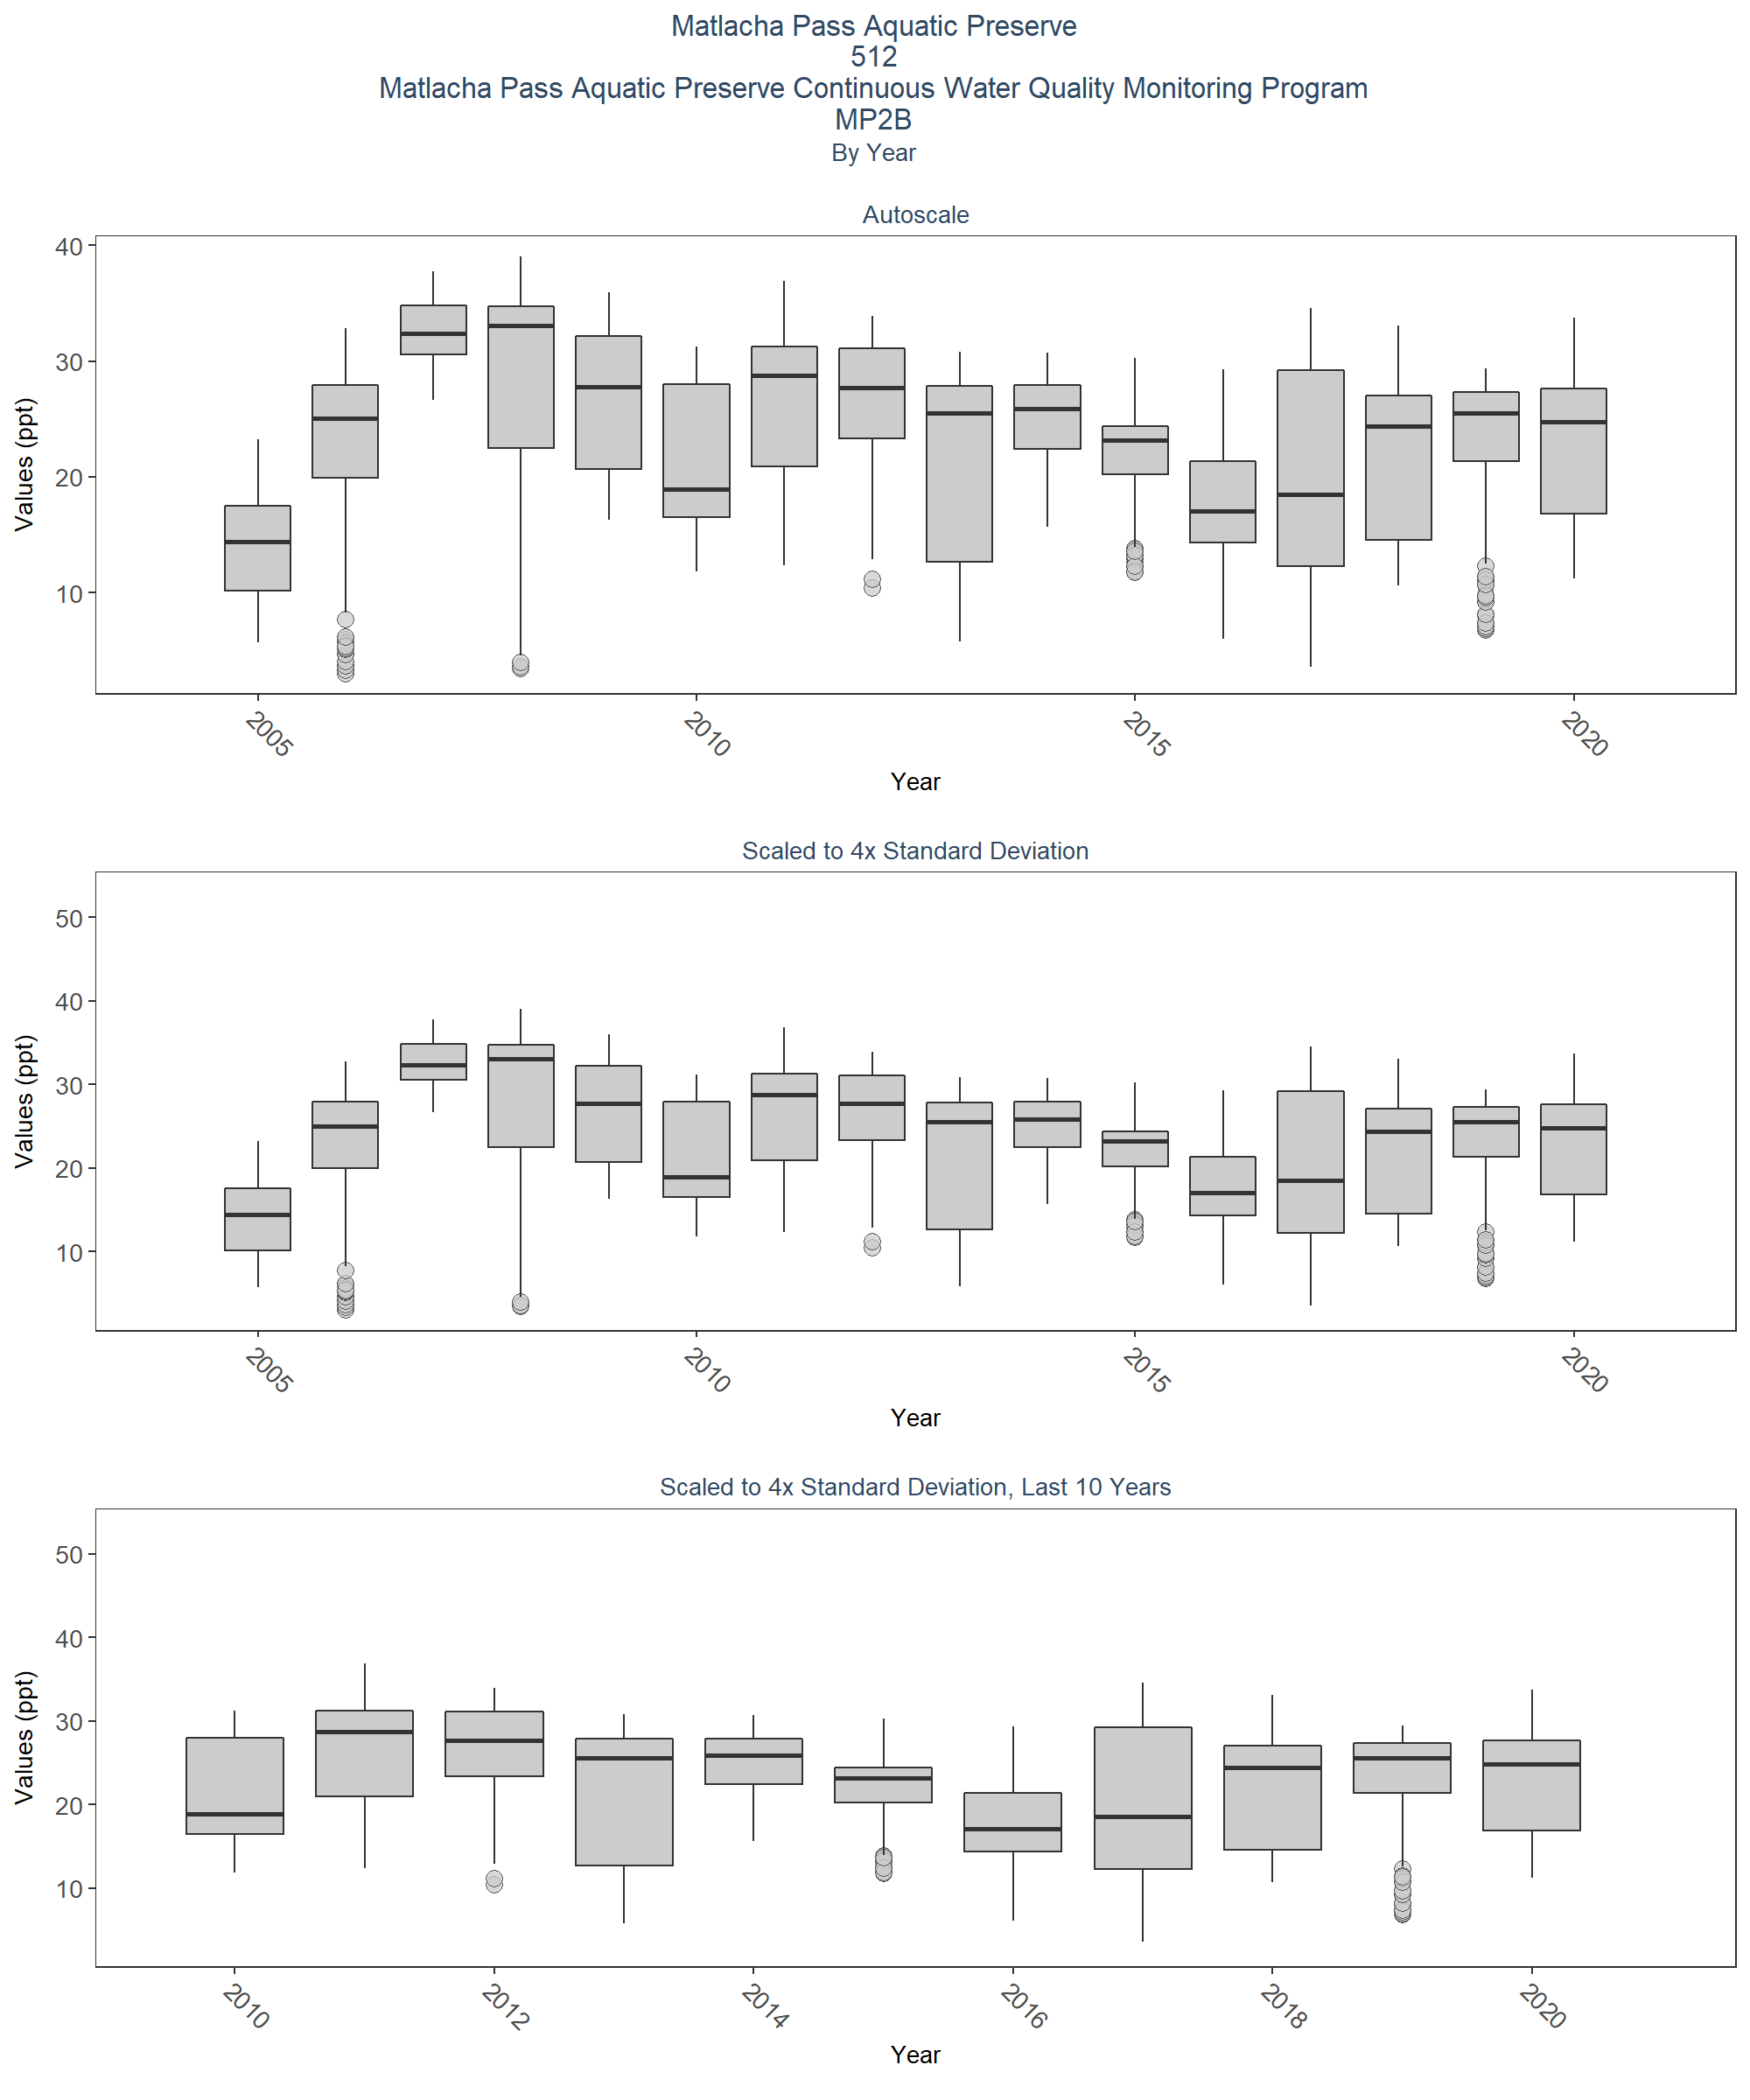 Matlacha Pass Aquatic Preserve
512
Matlacha Pass Aquatic Preserve Continuous Water Quality Monitoring Program
MP2B
By Year
Autoscale
Values (ppt)
40
30
20
10
2005 2010 2015 2020
Year
Scaled to 4x Standard Deviation
Values (ppt)
50
40
30
20
10
2005 2010 2015 2020
Year
Scaled to 4x Standard Deviation, Last 10 Years
Values (ppt)
50
40
30
20
10
2010 2012 2014 2016 2018 2020
Year